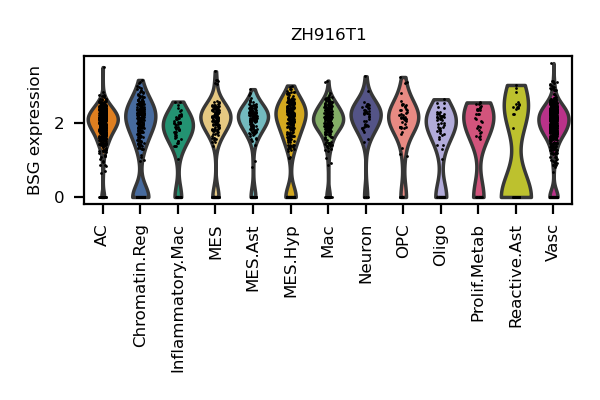 ZH916T1
BSG expression
2
0
AC
Chromatin.Reg
Inflammatory.Mac
MES
MES.Ast
MES.Hyp
Mac
Neuron
OPC
Oligo
Prolif.Metab
Reactive.Ast
Vasc